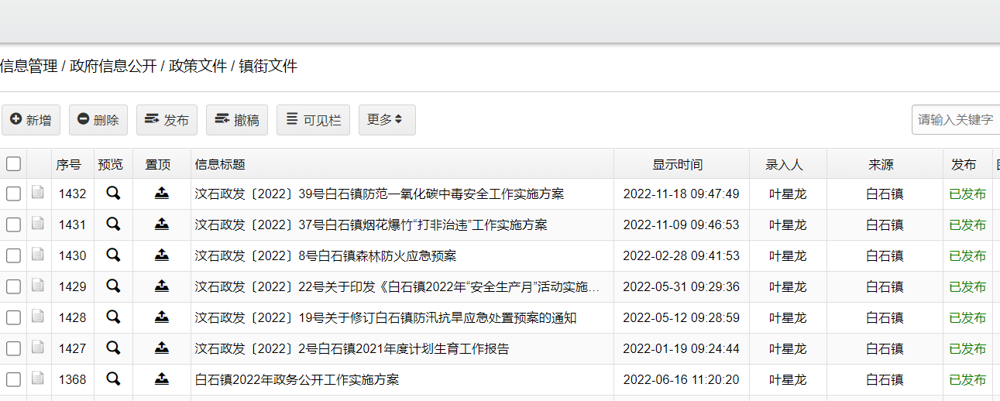 信息管理 / 政府信息公开 / 政策文件 / 镇街文件
新增 删除 发布 撤稿 可见栏 更多 请输入关键字
序号 预览 置顶 信息标题 显示时间 录入人 来源 发布
1432 汶石政发〔2022〕39号白石镇防范一氧化碳中毒安全工作实施方案 2022-11-18 09:47:49 叶星龙 白石镇 已发布
1431 汶石政发〔2022〕37号白石镇烟花爆竹“打非治违”工作实施方案 2022-11-09 09:46:53 叶星龙 白石镇 已发布
1430 汶石政发〔2022〕8号白石镇森林防火应急预案 2022-02-28 09:41:53 叶星龙 白石镇 已发布
1429 汶石政发〔2022〕22号关于印发《白石镇2022年“安全生产月”活动实施… 2022-05-31 09:29:36 叶星龙 白石镇 已发布
1428 汶石政发〔2022〕19号关于修订白石镇防汛抗旱应急处置预案的通知 2022-05-12 09:28:59 叶星龙 白石镇 已发布
1427 汶石政发〔2022〕2号白石镇2021年度计划生育工作报告 2022-01-19 09:24:44 叶星龙 白石镇 已发布
1368 白石镇2022年政务公开工作实施方案 2022-06-16 11:20:20 叶星龙 白石镇 已发布